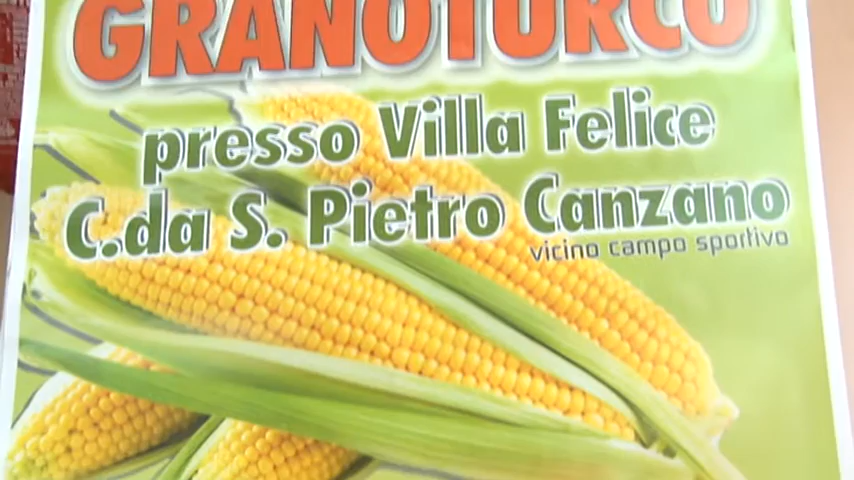 GRANOTURCO
presso Villa Felice
C.da S. Pietro Canzano
vicino campo sportivo